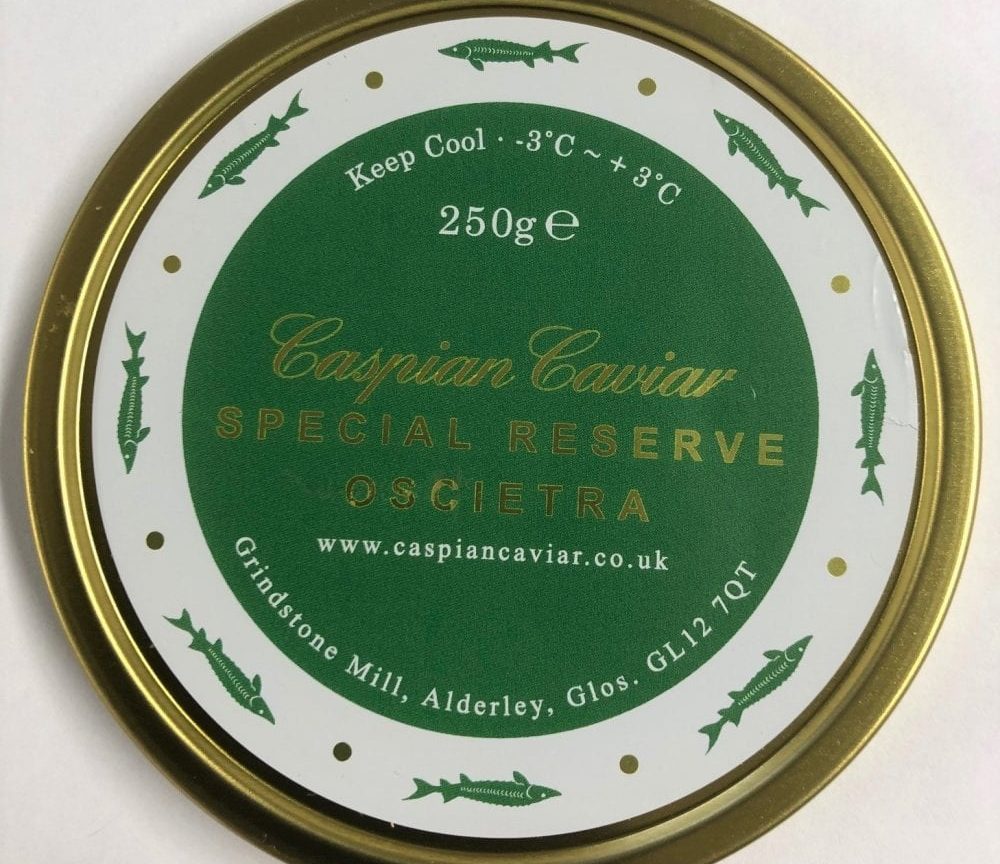 Keep Cool · -3°C ~ + 3°C
250g ℮
Caspian Caviar
SPECIAL RESERVE
OSCIETRA
www.caspiancaviar.co.uk
Grindstone Mill, Alderley, Glos. GL12 7QT